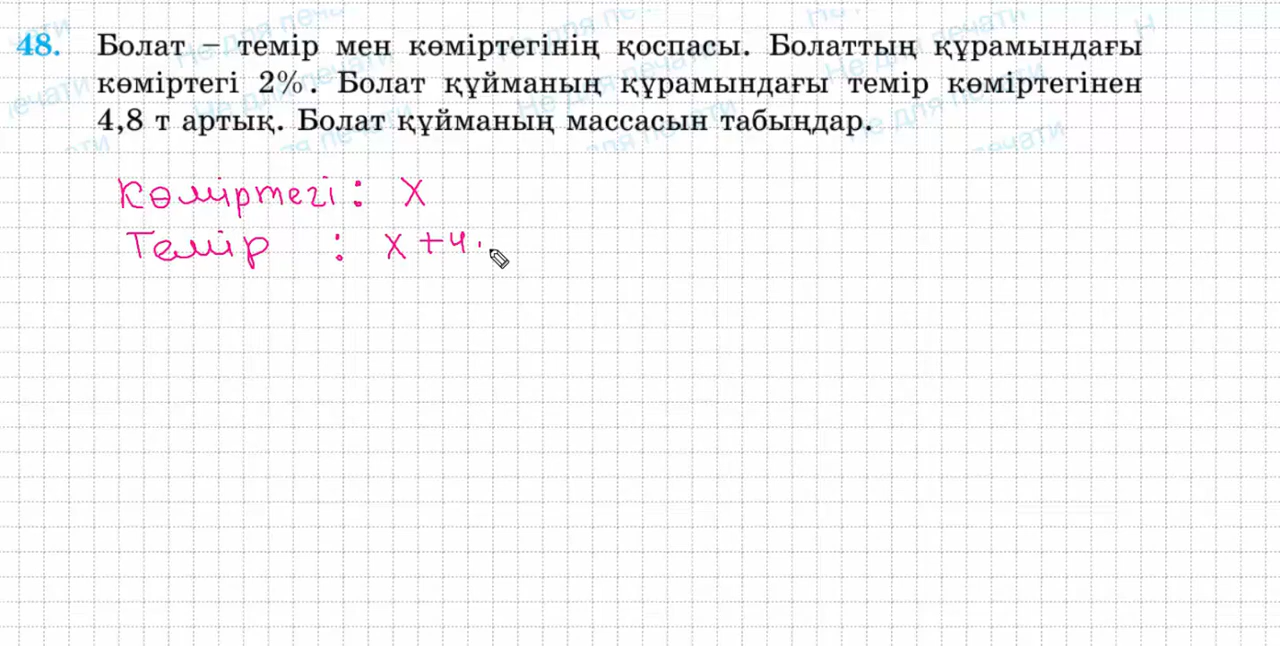 48. Болат – темір мен көміртегінің қоспасы. Болаттың құрамындағы
көміртегі 2%. Болат құйманың құрамындағы темір көміртегінен
4,8 т артық. Болат құйманың массасын табыңдар.
Көміртегі : x
Темір : x + 4.